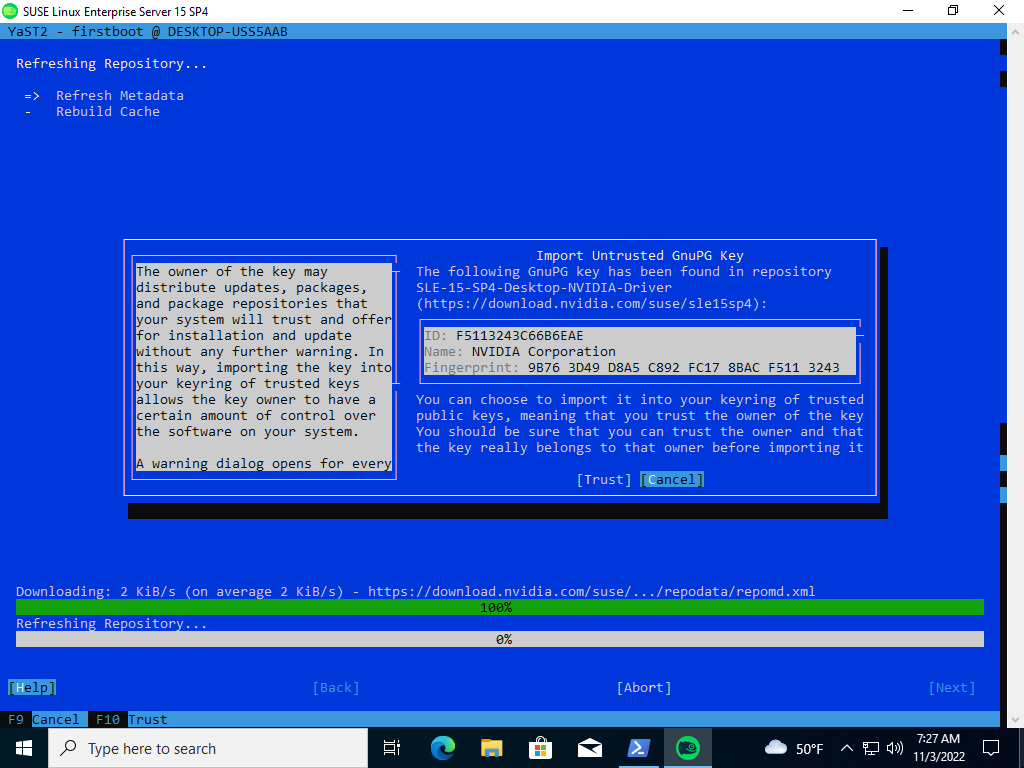 SUSE Linux Enterprise Server 15 SP4
YaST2 - firstboot @ DESKTOP-USS5AAB
Refreshing Repository...
=> Refresh Metadata
- Rebuild Cache
The owner of the key may
distribute updates, packages,
and package repositories that
your system will trust and offer
for installation and update
without any further warning. In
this way, importing the key into
your keyring of trusted keys
allows the key owner to have a
certain amount of control over
the software on your system.
A warning dialog opens for every
Import Untrusted GnuPG Key
The following GnuPG key has been found in repository
SLE-15-SP4-Desktop-NVIDIA-Driver
(https://download.nvidia.com/suse/sle15sp4):
ID: F5113243C66B6EAE
Name: NVIDIA Corporation
Fingerprint: 9B76 3D49 D8A5 C892 FC17 8BAC F511 3243
You can choose to import it into your keyring of trusted
public keys, meaning that you trust the owner of the key
You should be sure that you can trust the owner and that
the key really belongs to that owner before importing it
[Trust] [Cancel]
Downloading: 2 KiB/s (on average 2 KiB/s) - https://download.nvidia.com/suse/.../repodata/repomd.xml
100%
Refreshing Repository...
0%
[Help] [Back] [Abort] [Next]
F9 Cancel F10 Trust
Type here to search
50°F
7:27 AM
11/3/2022